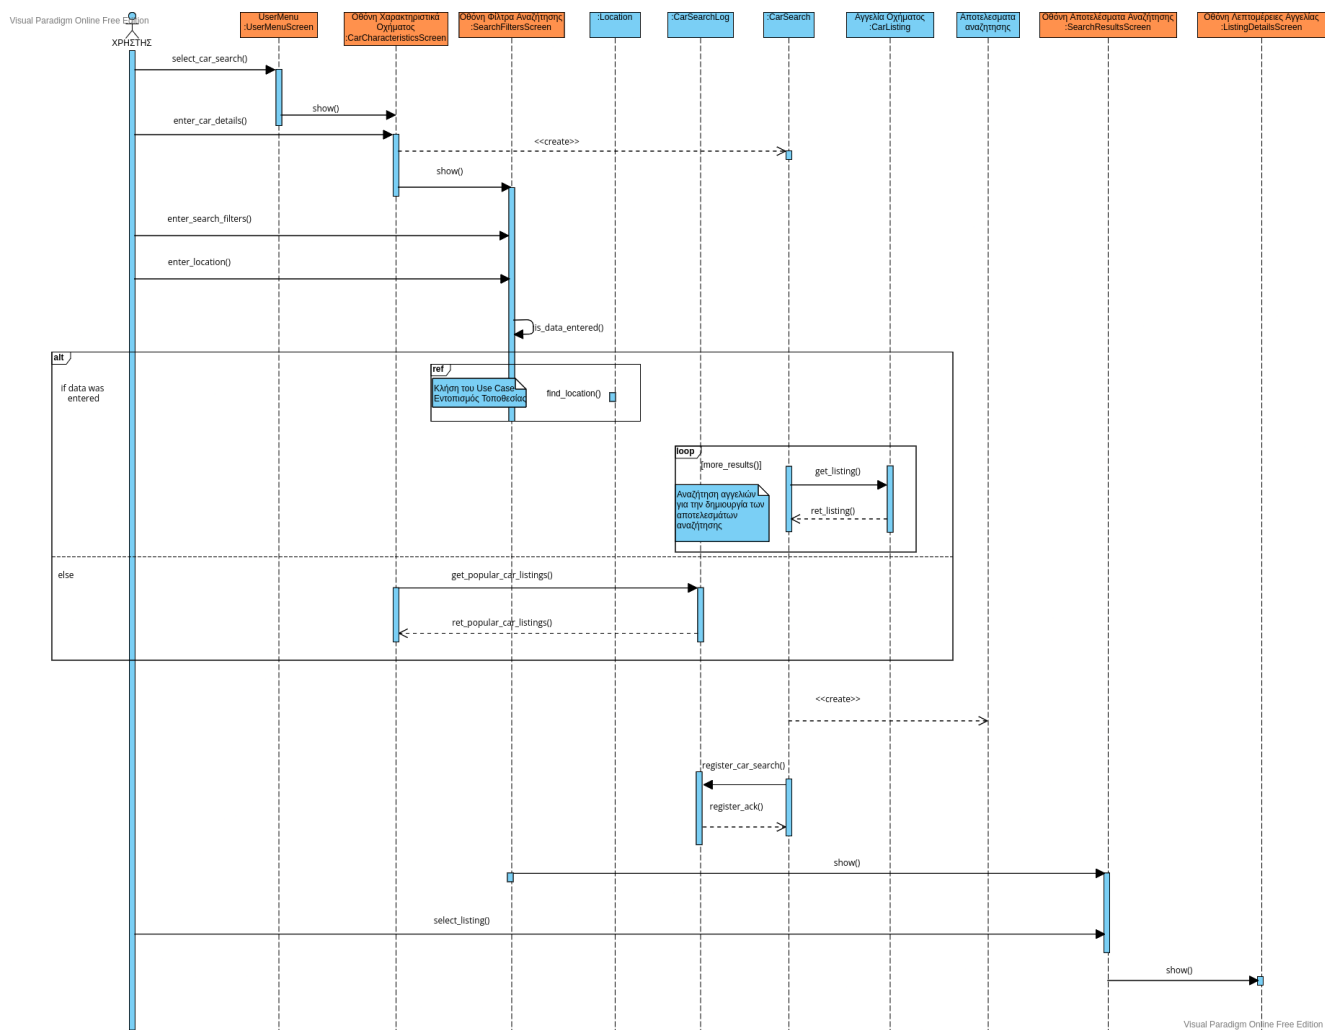 Visual Paradigm Online Free Edition
ΧΡΗΣΤΗΣ
UserMenu
:UserMenuScreen
Οθόνη Χαρακτηριστικά
Οχήματος
:CarCharacteristicsScreen
Οθόνη Φίλτρα Αναζήτησης
:SearchFiltersScreen
:Location
:CarSearchLog
:CarSearch
Αγγελία Οχήματος
:CarListing
Αποτελεσματα
αναζητησης
Οθόνη Αποτελέσματα Αναζήτησης
:SearchResultsScreen
Οθόνη Λεπτομέρειες Αγγελίας
:ListingDetailsScreen
select_car_search()
show()
enter_car_details()
<<create>>
show()
enter_search_filters()
enter_location()
is_data_entered()
alt
if data was
entered
ref
Κλήση του Use Case
Εντοπισμός Τοποθεσίας
find_location()
loop
[more_results()]
get_listing()
Αναζήτηση αγγελιών
για την δημιουργία των
αποτελεσμάτων
αναζήτησης
ret_listing()
else
get_popular_car_listings()
ret_popular_car_listings()
<<create>>
register_car_search()
register_ack()
show()
select_listing()
show()
Visual Paradigm Online Free Edition